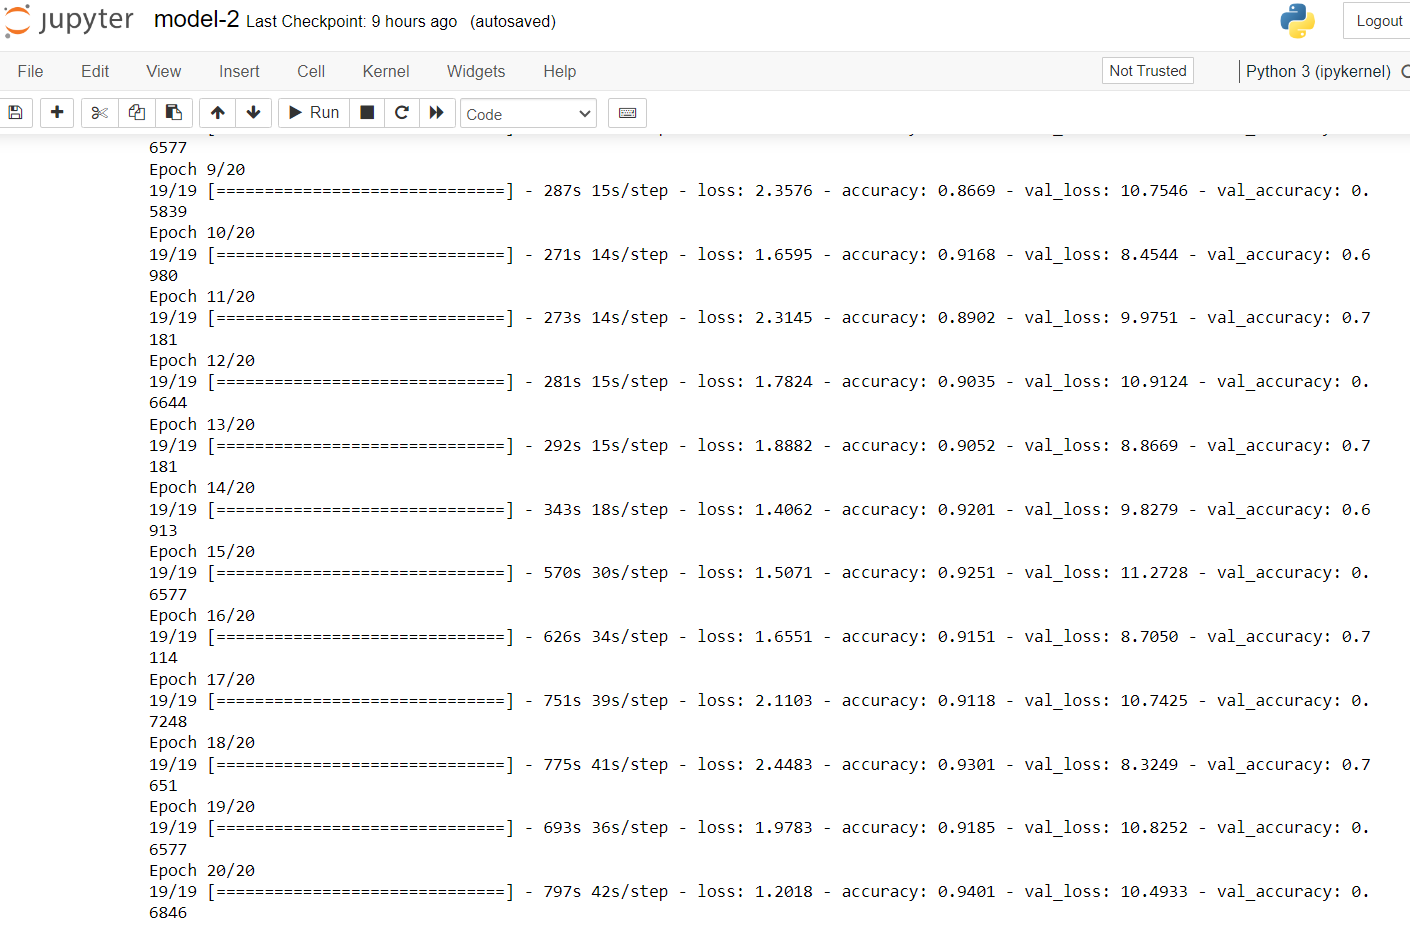 jupyter model-2 Last Checkpoint: 9 hours ago (autosaved) Logout
File Edit View Insert Cell Kernel Widgets Help Not Trusted Python 3 (ipykernel)
Run Code
6577
Epoch 9/20
19/19 [==============================] - 287s 15s/step - loss: 2.3576 - accuracy: 0.8669 - val_loss: 10.7546 - val_accuracy: 0.
5839
Epoch 10/20
19/19 [==============================] - 271s 14s/step - loss: 1.6595 - accuracy: 0.9168 - val_loss: 8.4544 - val_accuracy: 0.6
980
Epoch 11/20
19/19 [==============================] - 273s 14s/step - loss: 2.3145 - accuracy: 0.8902 - val_loss: 9.9751 - val_accuracy: 0.7
181
Epoch 12/20
19/19 [==============================] - 281s 15s/step - loss: 1.7824 - accuracy: 0.9035 - val_loss: 10.9124 - val_accuracy: 0.
6644
Epoch 13/20
19/19 [==============================] - 292s 15s/step - loss: 1.8882 - accuracy: 0.9052 - val_loss: 8.8669 - val_accuracy: 0.7
181
Epoch 14/20
19/19 [==============================] - 343s 18s/step - loss: 1.4062 - accuracy: 0.9201 - val_loss: 9.8279 - val_accuracy: 0.6
913
Epoch 15/20
19/19 [==============================] - 570s 30s/step - loss: 1.5071 - accuracy: 0.9251 - val_loss: 11.2728 - val_accuracy: 0.
6577
Epoch 16/20
19/19 [==============================] - 626s 34s/step - loss: 1.6551 - accuracy: 0.9151 - val_loss: 8.7050 - val_accuracy: 0.7
114
Epoch 17/20
19/19 [==============================] - 751s 39s/step - loss: 2.1103 - accuracy: 0.9118 - val_loss: 10.7425 - val_accuracy: 0.
7248
Epoch 18/20
19/19 [==============================] - 775s 41s/step - loss: 2.4483 - accuracy: 0.9301 - val_loss: 8.3249 - val_accuracy: 0.7
651
Epoch 19/20
19/19 [==============================] - 693s 36s/step - loss: 1.9783 - accuracy: 0.9185 - val_loss: 10.8252 - val_accuracy: 0.
6577
Epoch 20/20
19/19 [==============================] - 797s 42s/step - loss: 1.2018 - accuracy: 0.9401 - val_loss: 10.4933 - val_accuracy: 0.
6846